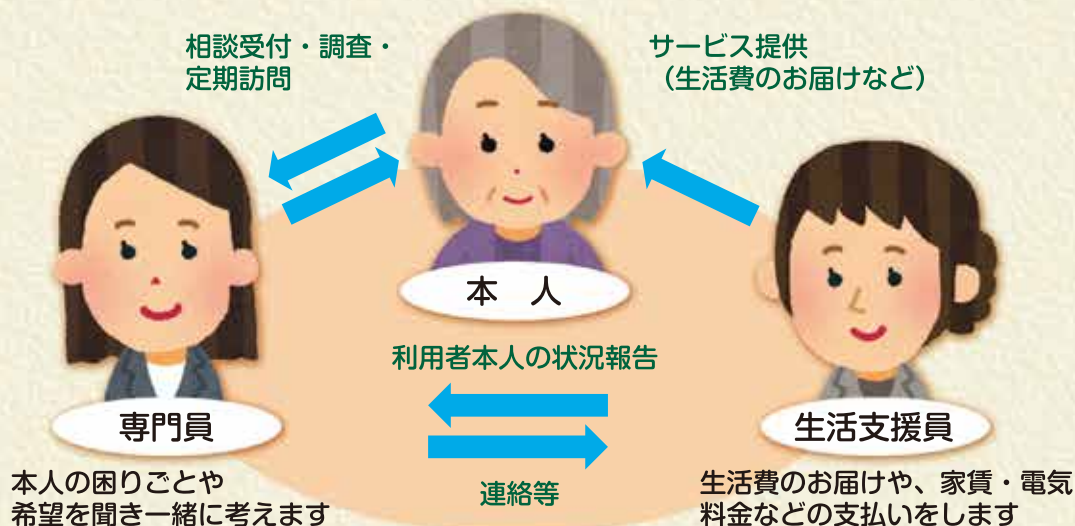 相談受付・調査・
定期訪問
サービス提供
（生活費のお届けなど）
本　人
利用者本人の状況報告
専門員
生活支援員
本人の困りごとや
希望を聞き一緒に考えます
連絡等
生活費のお届けや、家賃・電気
料金などの支払いをします